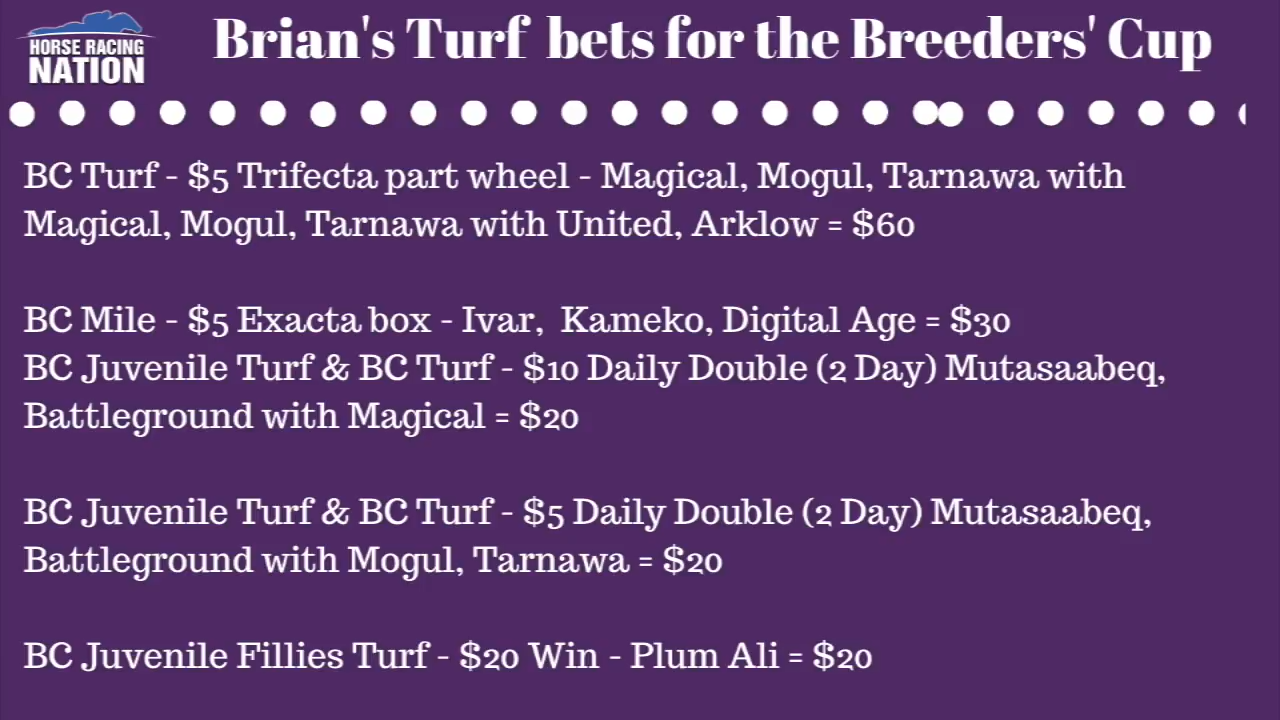 HORSE RACING
NATION
Brian's Turf bets for the Breeders' Cup
BC Turf - $5 Trifecta part wheel - Magical, Mogul, Tarnawa with
Magical, Mogul, Tarnawa with United, Arklow = $60
BC Mile - $5 Exacta box - Ivar, Kameko, Digital Age = $30
BC Juvenile Turf & BC Turf - $10 Daily Double (2 Day) Mutasaabeq,
Battleground with Magical = $20
BC Juvenile Turf & BC Turf - $5 Daily Double (2 Day) Mutasaabeq,
Battleground with Mogul, Tarnawa = $20
BC Juvenile Fillies Turf - $20 Win - Plum Ali = $20